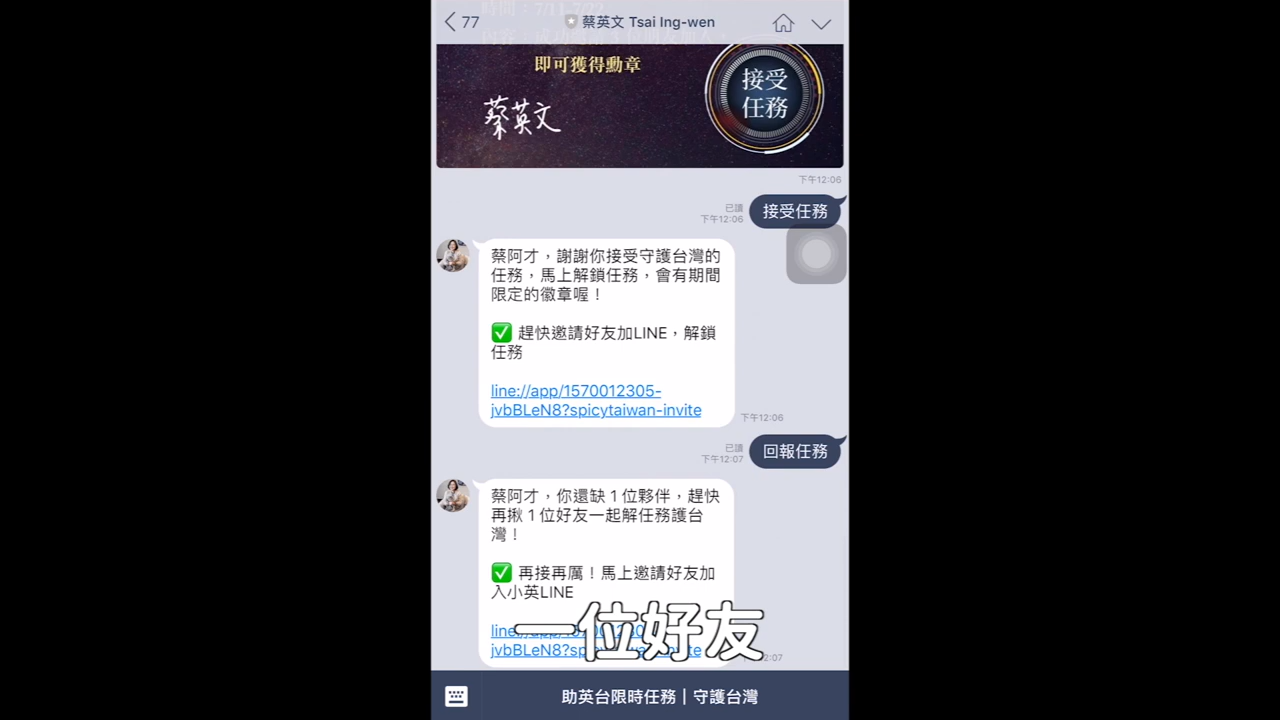 時間：7/11-7/22
77
蔡英文 Tsai Ing-wen
即可獲得勳章
蔡英文
接受
任務
下午12:06
已讀
下午12:06
接受任務
蔡阿才，謝謝你接受守護台灣的
任務，馬上解鎖任務，會有期間
限定的徽章喔！
✅ 趕快邀請好友加LINE，解鎖
任務
line://app/1570012305-
jvbBLeN8?spicytaiwan-invite
下午12:06
已讀
下午12:07
回報任務
蔡阿才，你還缺 1 位夥伴，趕快
再揪 1 位好友一起解任務護台
灣！
✅ 再接再厲！馬上邀請好友加
入小英LINE
一位好友
助英台限時任務 | 守護台灣